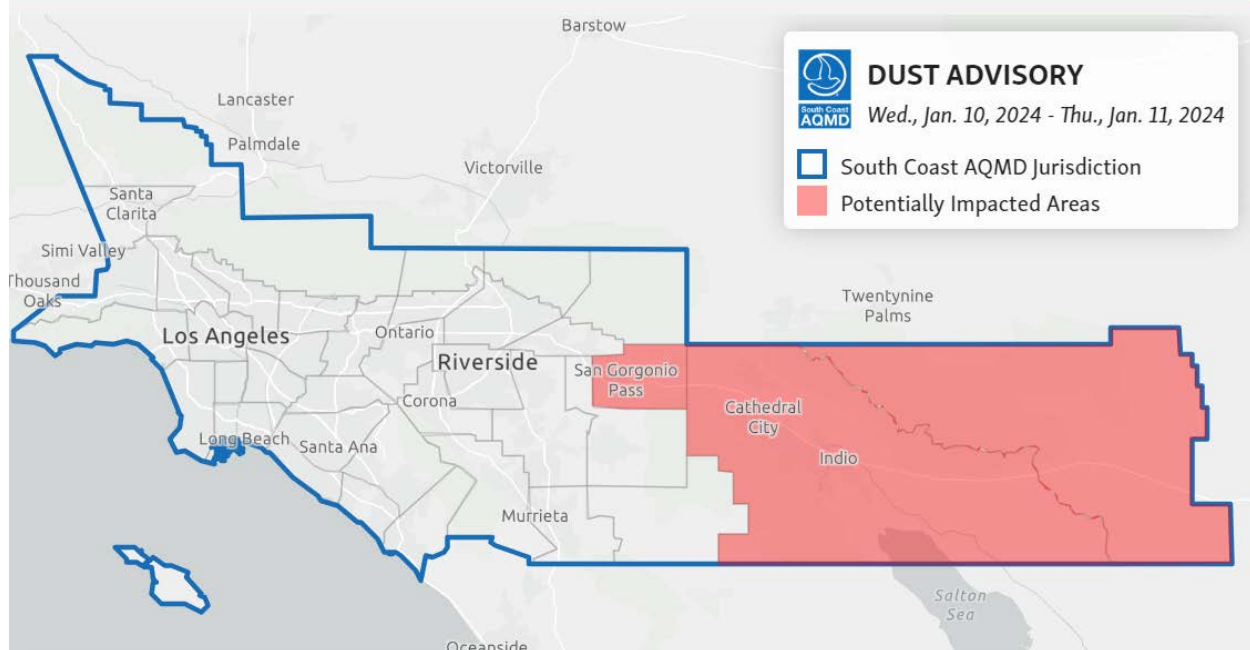 Barstow
DUST ADVISORY
South Coast
AQMD
Wed., Jan. 10, 2024 - Thu., Jan. 11, 2024
South Coast AQMD Jurisdiction
Potentially Impacted Areas
Lancaster
Palmdale
Victorville
Santa
Clarita
Simi Valley
Thousand
Oaks
Twentynine
Palms
Los Angeles
Ontario
Riverside
San Gorgonio
Pass
Corona
Cathedral
City
Long Beach
Santa Ana
Indio
Murrieta
Salton
Sea
Oceanside